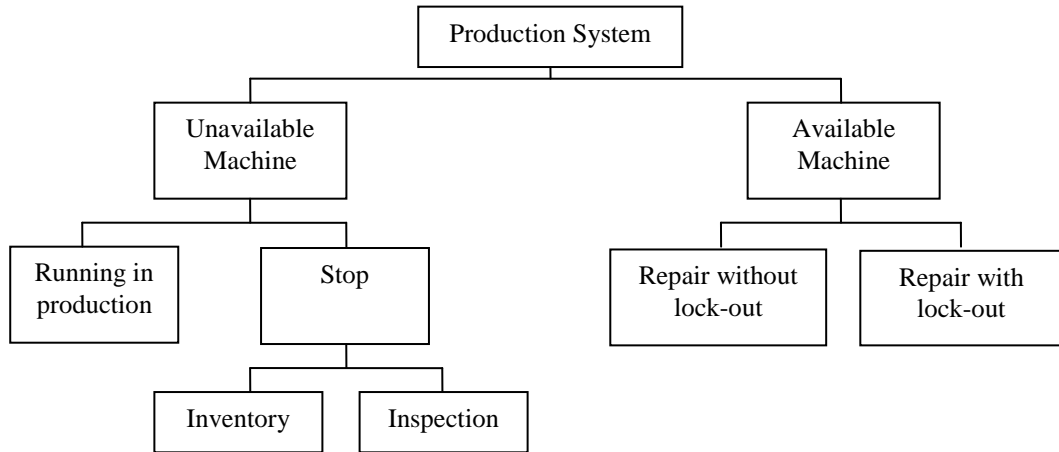 Production System
Unavailable
Machine
Available
Machine
Running in
production
Stop
Repair without
lock-out
Repair with
lock-out
Inventory
Inspection